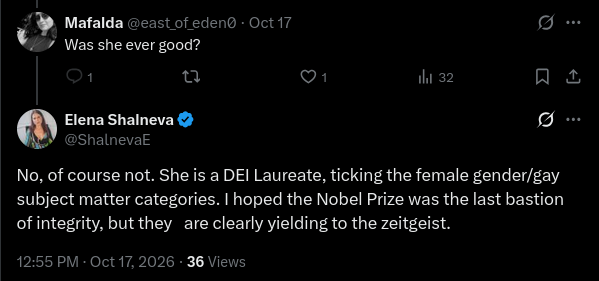 Mafalda @east_of_eden0 · Oct 17
Was she ever good?
1 1 32
Elena Shalneva
@ShalnevaE
No, of course not. She is a DEI Laureate, ticking the female gender/gay
subject matter categories. I hoped the Nobel Prize was the last bastion
of integrity, but they are clearly yielding to the zeitgeist.
12:55 PM · Oct 17, 2026 · 36 Views